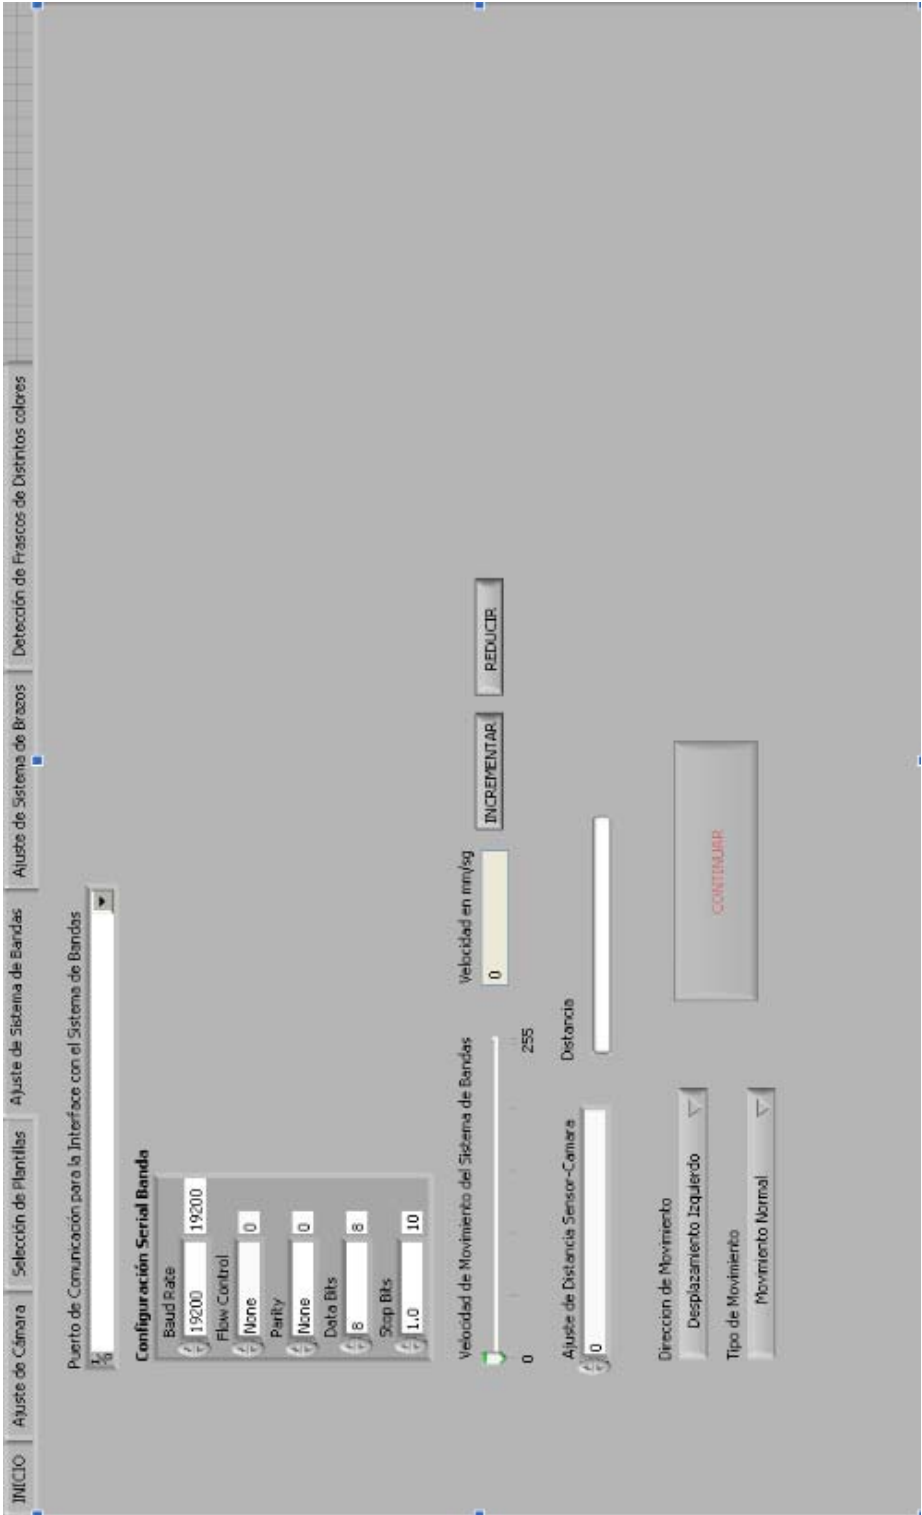 INICIO
Ajuste de Cámara
Selección de Plantillas
Ajuste de Sistema de Bandas
Ajuste de Sistema de Brazos
Detección de Frascos de Distintos colores
Puerto de Comunicación para la Interface con el Sistema de Bandas
Configuración Serial Banda
Baud Rate
19200 19200
Flow Control
None 0
Parity
None 0
Data Bits
8 8
Stop Bits
1.0 10
Velocidad de Movimiento del Sistema de Bandas
0 255
Velocidad en mm/sg
0
INCREMENTAR
REDUCIR
Ajuste de Distancia Sensor-Camara
0
Distancia
Direccion de Movimiento
Desplazamiento Izquierdo
Tipo de Movimiento
Movimiento Normal
CONTINUAR